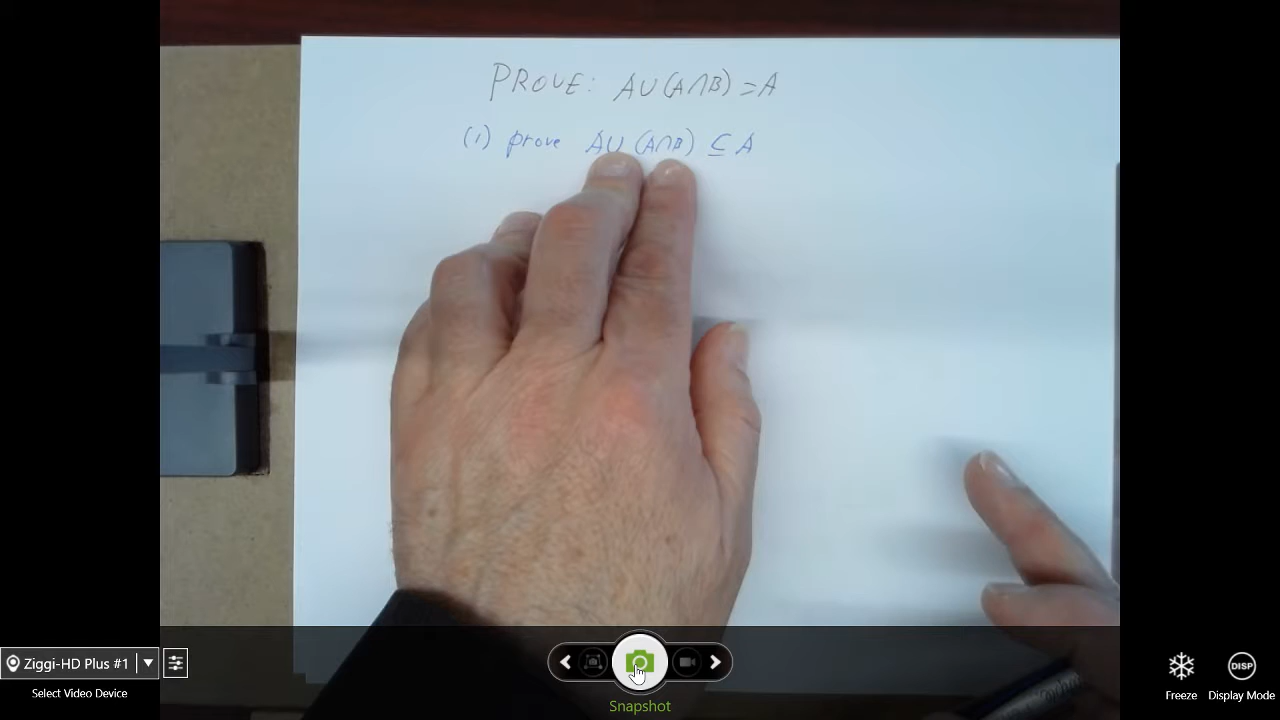 PROVE: A∪(A∩B) = A
(1) prove A∪(A∩B) ⊆ A
Ziggi-HD Plus #1
Select Video Device
Snapshot
DISP
Freeze
Display Mode